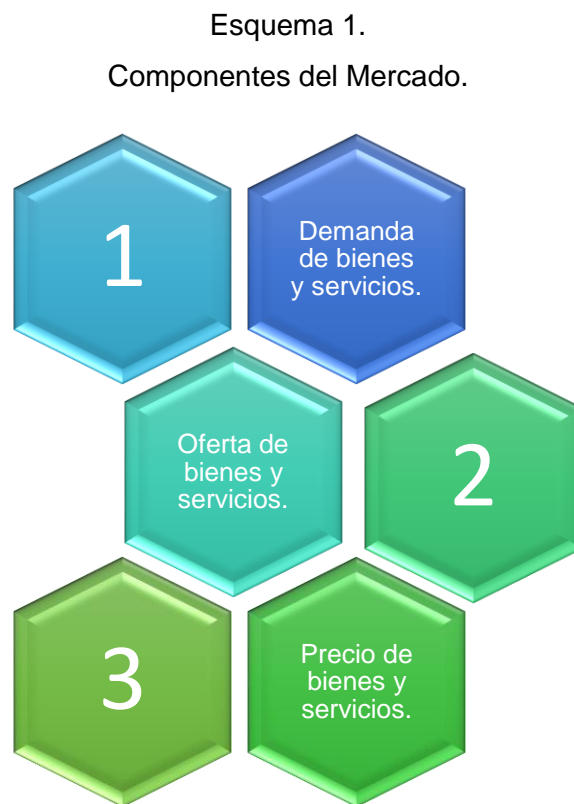 Esquema 1.
Componentes del Mercado.
1
Demanda
de bienes
y servicios.
Oferta de
bienes y
servicios.
2
3
Precio de
bienes y
servicios.